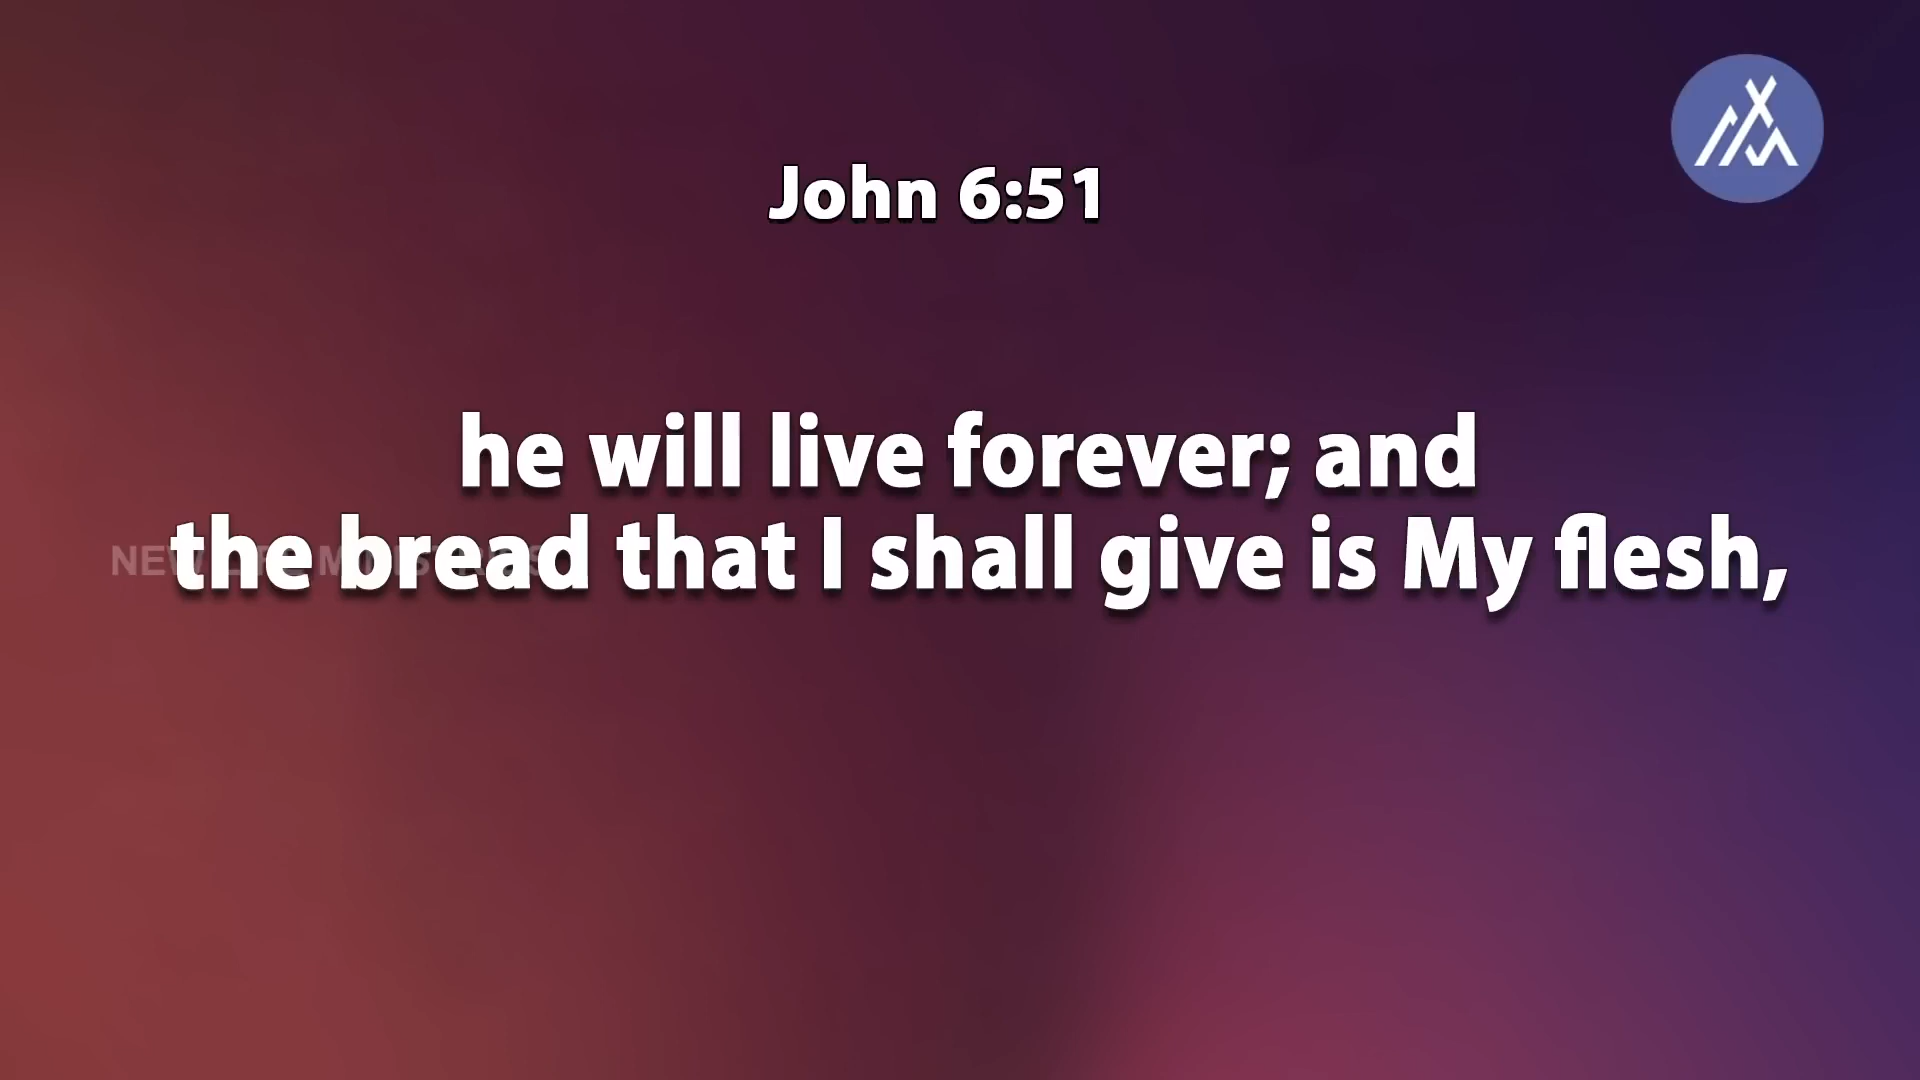 John 6:51
he will live forever; and
the bread that I shall give is My flesh,